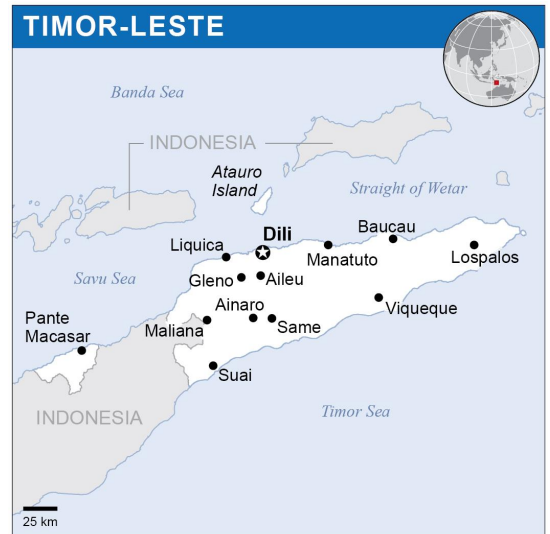 TIMOR-LESTE
Banda Sea
INDONESIA
Atauro
Island
Straight of Wetar
Dili
Baucau
Liquica
Manatuto
Lospalos
Savu Sea
Gleno
Aileu
Ainaro
Viqueque
Pante
Macasar
Maliana
Same
Suai
INDONESIA
Timor Sea
25 km